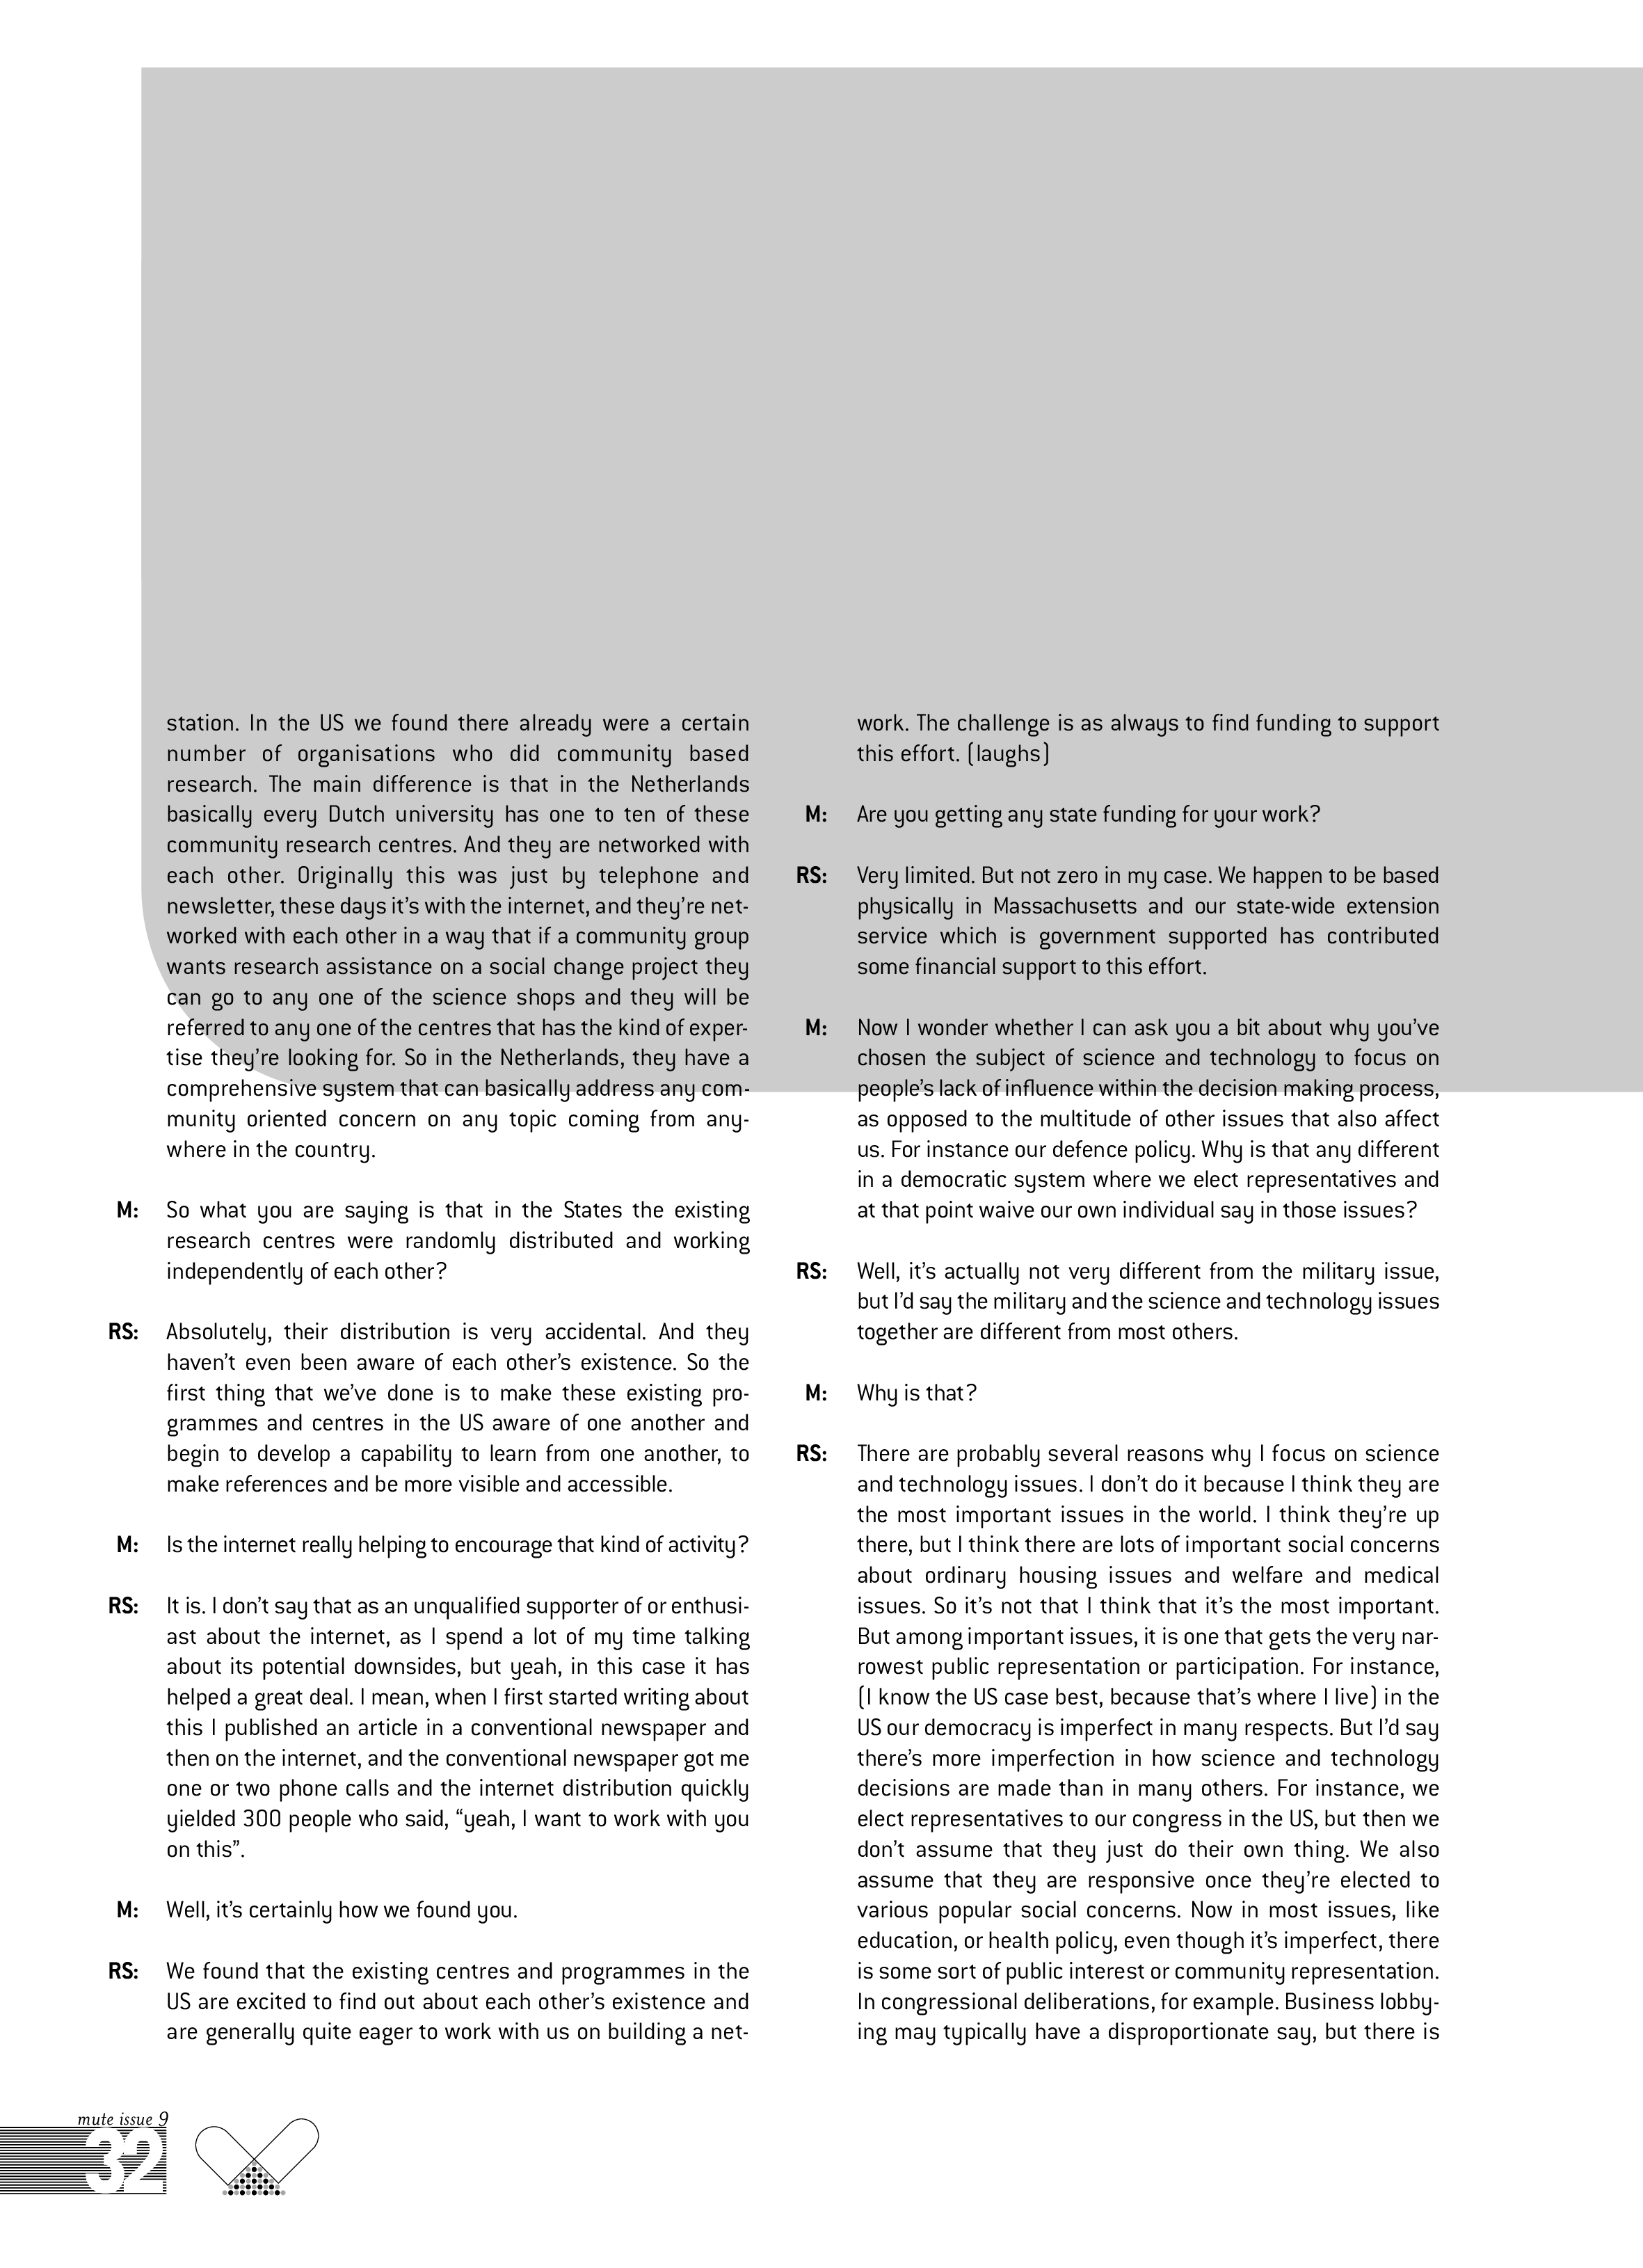 station. In the US we found there already were a certain
number of organisations who did community based
research. The main difference is that in the Netherlands
basically every Dutch university has one to ten of these
community research centres. And they are networked with
each other. Originally this was just by telephone and
newsletter, these days it’s with the internet, and they’re net-
worked with each other in a way that if a community group
wants research assistance on a social change project they
can go to any one of the science shops and they will be
referred to any one of the centres that has the kind of exper-
tise they’re looking for. So in the Netherlands, they have a
comprehensive system that can basically address any com-
munity oriented concern on any topic coming from any-
where in the country.
M: So what you are saying is that in the States the existing
research centres were randomly distributed and working
independently of each other?
RS: Absolutely, their distribution is very accidental. And they
haven’t even been aware of each other’s existence. So the
first thing that we’ve done is to make these existing pro-
grammes and centres in the US aware of one another and
begin to develop a capability to learn from one another, to
make references and be more visible and accessible.
M: Is the internet really helping to encourage that kind of activity?
RS: It is. I don’t say that as an unqualified supporter of or enthusi-
ast about the internet, as I spend a lot of my time talking
about its potential downsides, but yeah, in this case it has
helped a great deal. I mean, when I first started writing about
this I published an article in a conventional newspaper and
then on the internet, and the conventional newspaper got me
one or two phone calls and the internet distribution quickly
yielded 300 people who said, “yeah, I want to work with you
on this”.
M: Well, it’s certainly how we found you.
RS: We found that the existing centres and programmes in the
US are excited to find out about each other’s existence and
are generally quite eager to work with us on building a net-
work. The challenge is as always to find funding to support
this effort. (laughs)
M: Are you getting any state funding for your work?
RS: Very limited. But not zero in my case. We happen to be based
physically in Massachusetts and our state-wide extension
service which is government supported has contributed
some financial support to this effort.
M: Now I wonder whether I can ask you a bit about why you’ve
chosen the subject of science and technology to focus on
people’s lack of influence within the decision making process,
as opposed to the multitude of other issues that also affect
us. For instance our defence policy. Why is that any different
in a democratic system where we elect representatives and
at that point waive our own individual say in those issues?
RS: Well, it’s actually not very different from the military issue,
but I’d say the military and the science and technology issues
together are different from most others.
M: Why is that?
RS: There are probably several reasons why I focus on science
and technology issues. I don’t do it because I think they are
the most important issues in the world. I think they’re up
there, but I think there are lots of important social concerns
about ordinary housing issues and welfare and medical
issues. So it’s not that I think that it’s the most important.
But among important issues, it is one that gets the very nar-
rowest public representation or participation. For instance,
(I know the US case best, because that’s where I live) in the
US our democracy is imperfect in many respects. But I’d say
there’s more imperfection in how science and technology
decisions are made than in many others. For instance, we
elect representatives to our congress in the US, but then we
don’t assume that they just do their own thing. We also
assume that they are responsive once they’re elected to
various popular social concerns. Now in most issues, like
education, or health policy, even though it’s imperfect, there
is some sort of public interest or community representation.
In congressional deliberations, for example. Business lobby-
ing may typically have a disproportionate say, but there is
mute issue 9
32